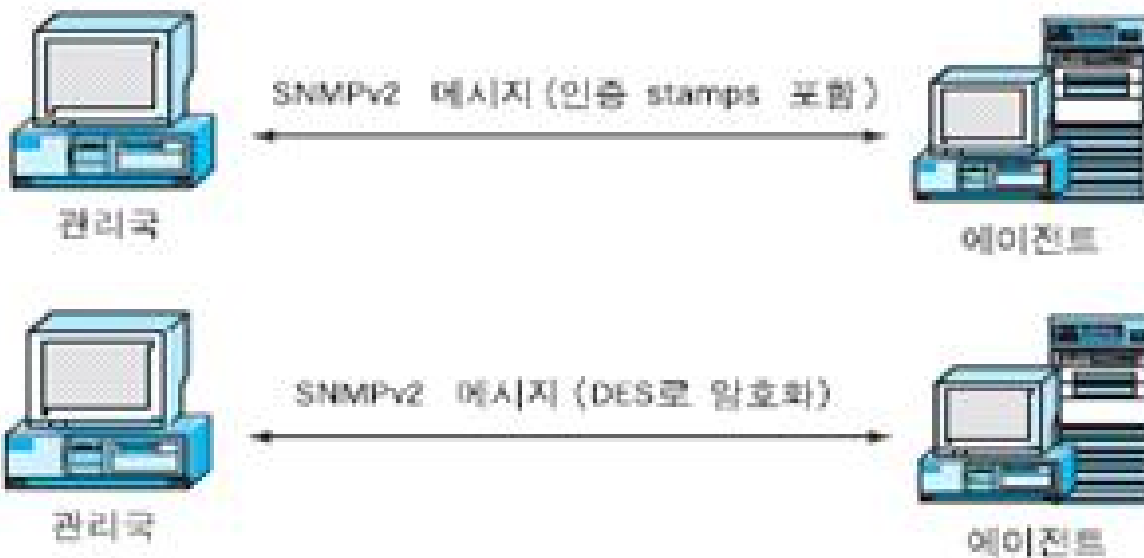 SNMPv2 메시지 (인증 stamps 포함)
관리국
에이전트
SNMPv2 메시지 (DES로 암호화)
관리국
에이전트